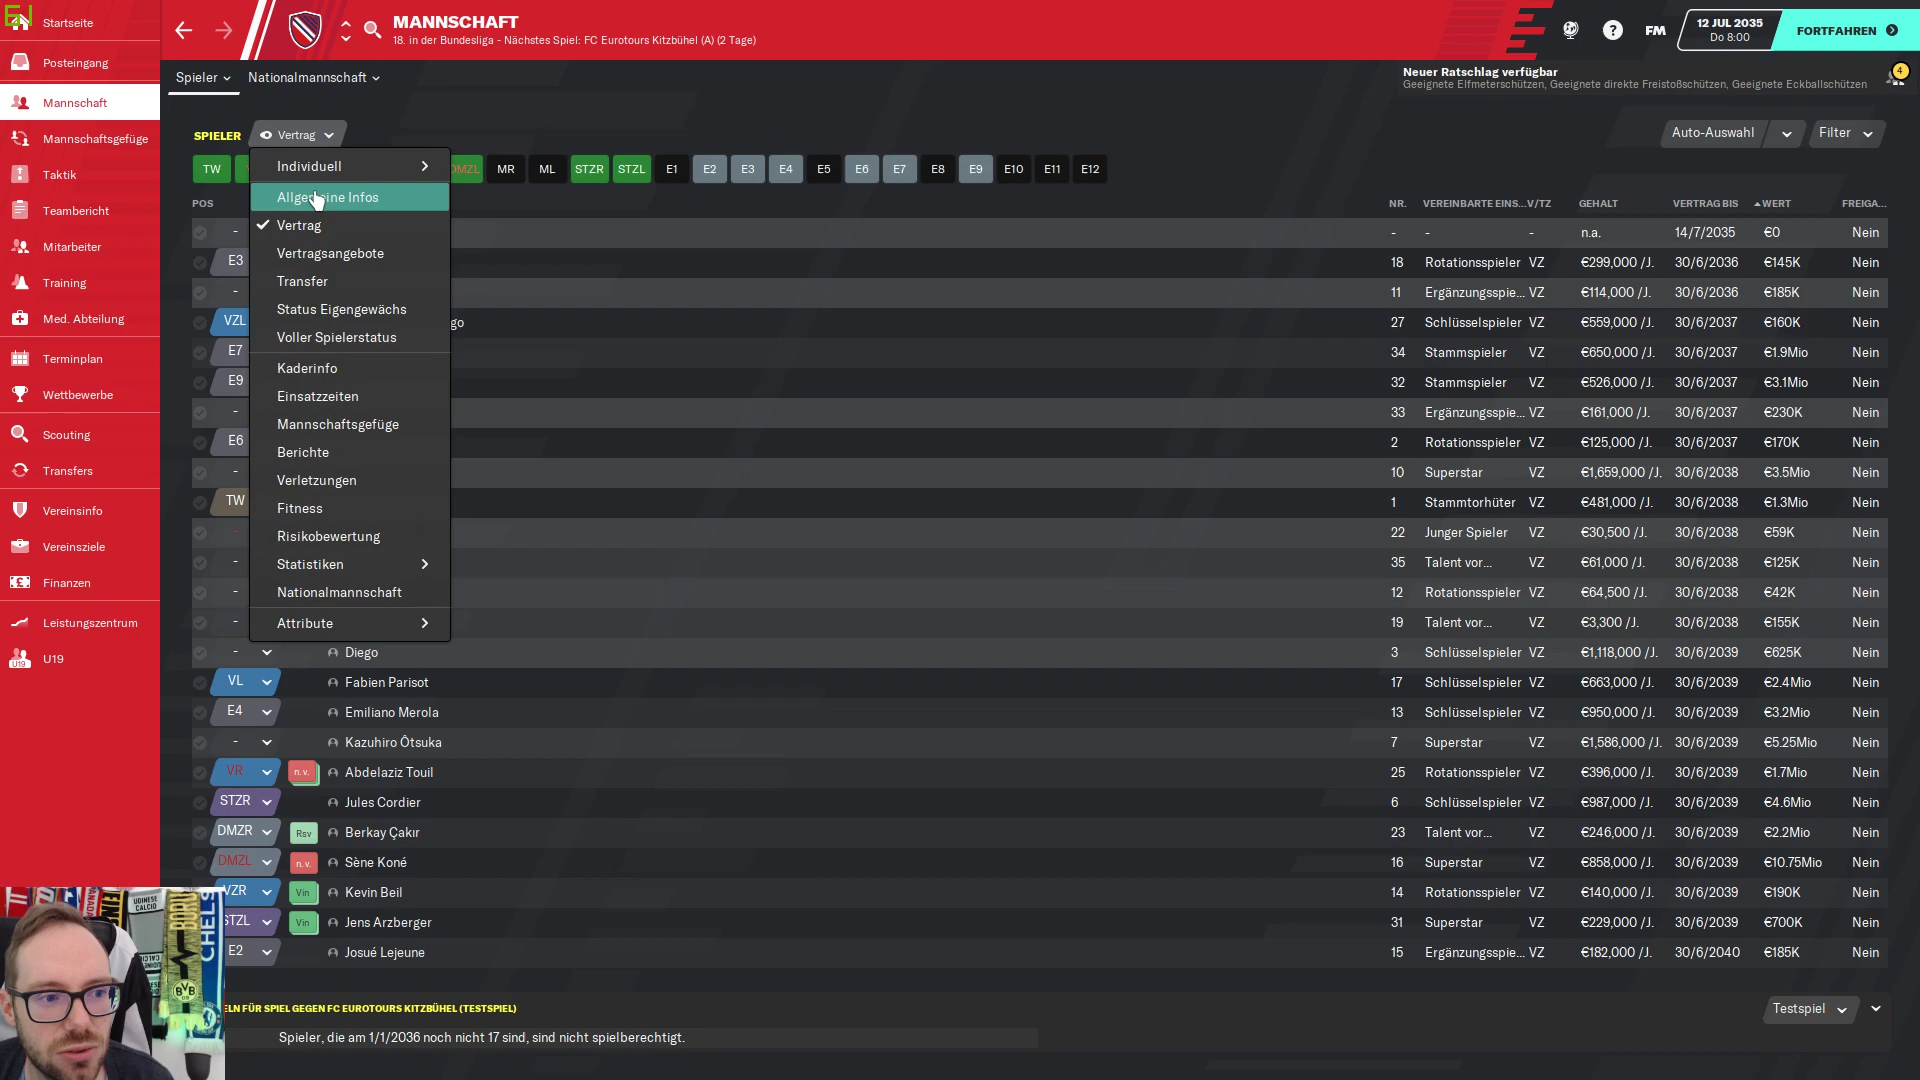 Startseite
Posteingang
Mannschaft
Mannschaftsgefüge
Taktik
Teambericht
Mitarbeiter
Training
Med. Abteilung
Terminplan
Wettbewerbe
Scouting
Transfers
Vereinsinfo
Vereinsziele
Finanzen
Leistungszentrum
U19
MANNSCHAFT
18. in der Bundesliga - Nächstes Spiel: FC Eurotours Kitzbühel (A) (2 Tage)
FM
12 JUL 2035
Do 8:00
FORTFAHREN
Spieler Nationalmannschaft
Neuer Ratschlag verfügbar
Geeignete Elfmeterschützen, Geeignete direkte Freistoßschützen, Geeignete Eckballschützen
4
SPIELER Vertrag
Auto-Auswahl Filter
TW DMZL MR ML STZR STZL E1 E2 E3 E4 E5 E6 E7 E8 E9 E10 E11 E12
Individuell
Allgemeine Infos
Vertrag
Vertragsangebote
Transfer
Status Eigengewächs
Voller Spielerstatus
Kaderinfo
Einsatzzeiten
Mannschaftsgefüge
Berichte
Verletzungen
Fitness
Risikobewertung
Statistiken
Nationalmannschaft
Attribute
POS NR. VEREINBARTE EINS... V/TZ GEHALT VERTRAG BIS WERT FREIGA...
- - - - n.a. 14/7/2035 €0 Nein
E3 18 Rotationsspieler VZ €299,000 /J. 30/6/2036 €145K Nein
- 11 Ergänzungsspie... VZ €114,000 /J. 30/6/2036 €185K Nein
VZL go 27 Schlüsselspieler VZ €559,000 /J. 30/6/2037 €160K Nein
E7 34 Stammspieler VZ €650,000 /J. 30/6/2037 €1.9Mio Nein
E9 32 Stammspieler VZ €526,000 /J. 30/6/2037 €3.1Mio Nein
- 33 Ergänzungsspie... VZ €161,000 /J. 30/6/2037 €230K Nein
E6 2 Rotationsspieler VZ €125,000 /J. 30/6/2037 €170K Nein
- 10 Superstar VZ €1,659,000 /J. 30/6/2038 €3.5Mio Nein
TW 1 Stammtorhüter VZ €481,000 /J. 30/6/2038 €1.3Mio Nein
- 22 Junger Spieler VZ €30,500 /J. 30/6/2038 €59K Nein
- 35 Talent vor... VZ €61,000 /J. 30/6/2038 €125K Nein
- 12 Rotationsspieler VZ €64,500 /J. 30/6/2038 €42K Nein
- 19 Talent vor... VZ €3,300 /J. 30/6/2038 €155K Nein
- Diego 3 Schlüsselspieler VZ €1,118,000 /J. 30/6/2039 €625K Nein
VL Fabien Parisot 17 Schlüsselspieler VZ €663,000 /J. 30/6/2039 €2.4Mio Nein
E4 Emiliano Merola 13 Schlüsselspieler VZ €950,000 /J. 30/6/2039 €3.2Mio Nein
- Kazuhiro Ôtsuka 7 Superstar VZ €1,586,000 /J. 30/6/2039 €5.25Mio Nein
VR n.v. Abdelaziz Touil 25 Rotationsspieler VZ €396,000 /J. 30/6/2039 €1.7Mio Nein
STZR Jules Cordier 6 Schlüsselspieler VZ €987,000 /J. 30/6/2039 €4.6Mio Nein
DMZR Rsv Berkay Çakır 23 Talent vor... VZ €246,000 /J. 30/6/2039 €2.2Mio Nein
DMZL n.v. Sène Koné 16 Superstar VZ €858,000 /J. 30/6/2039 €10.75Mio Nein
VZR Vin Kevin Beil 14 Rotationsspieler VZ €140,000 /J. 30/6/2039 €190K Nein
STZL Vin Jens Arzberger 31 Superstar VZ €229,000 /J. 30/6/2039 €700K Nein
E2 Josué Lejeune 15 Ergänzungsspie... VZ €182,000 /J. 30/6/2040 €185K Nein
ELN FÜR SPIEL GEGEN FC EUROTOURS KITZBÜHEL (TESTSPIEL)
Testspiel
Spieler, die am 1/1/2036 noch nicht 17 sind, sind nicht spielberechtigt.
UDINESE
CALCIO
BORU
CHELS
BVB